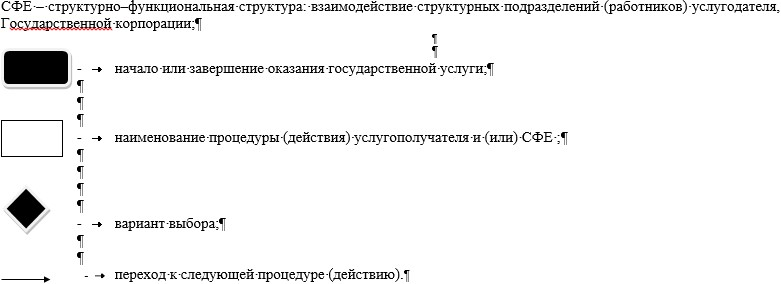 СФЕ – структурно–функциональная структура: взаимодействие структурных подразделений (работников) услугодателя,
Государственной корпорации;
- начало или завершение оказания государственной услуги;
- наименование процедуры (действия) услугополучателя и (или) СФЕ ;
- вариант выбора;
- переход к следующей процедуре (действию).